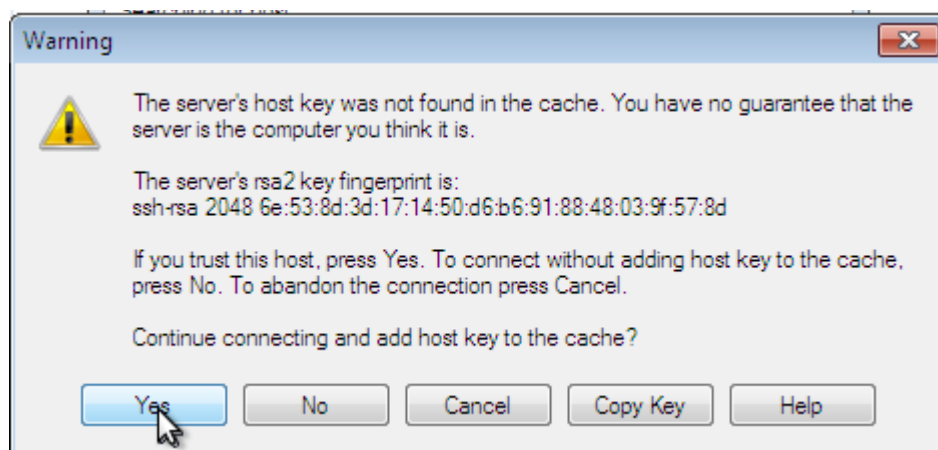 Warning
The server's host key was not found in the cache. You have no guarantee that the
server is the computer you think it is.
The server's rsa2 key fingerprint is:
ssh-rsa 2048 6e:53:8d:3d:17:14:50:d6:b6:91:88:48:03:9f:57:8d
If you trust this host, press Yes. To connect without adding host key to the cache,
press No. To abandon the connection press Cancel.
Continue connecting and add host key to the cache?
Yes No Cancel Copy Key Help